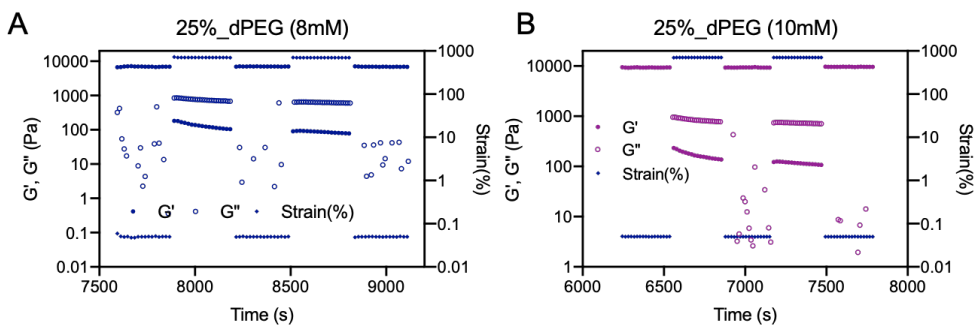 A
25%_dPEG (8mM)
G', G" (Pa)
10000
1000
100
10
1
0.1
0.01
1000
100
10
1
0.1
0.01
Strain(%)
G' G" Strain(%)
7500 8000 8500 9000
Time (s)
B
25%_dPEG (10mM)
G', G" (Pa)
10000
1000
100
10
1
1000
100
10
1
0.1
0.01
Strain(%)
G'
G"
Strain(%)
6000 6500 7000 7500 8000
Time (s)